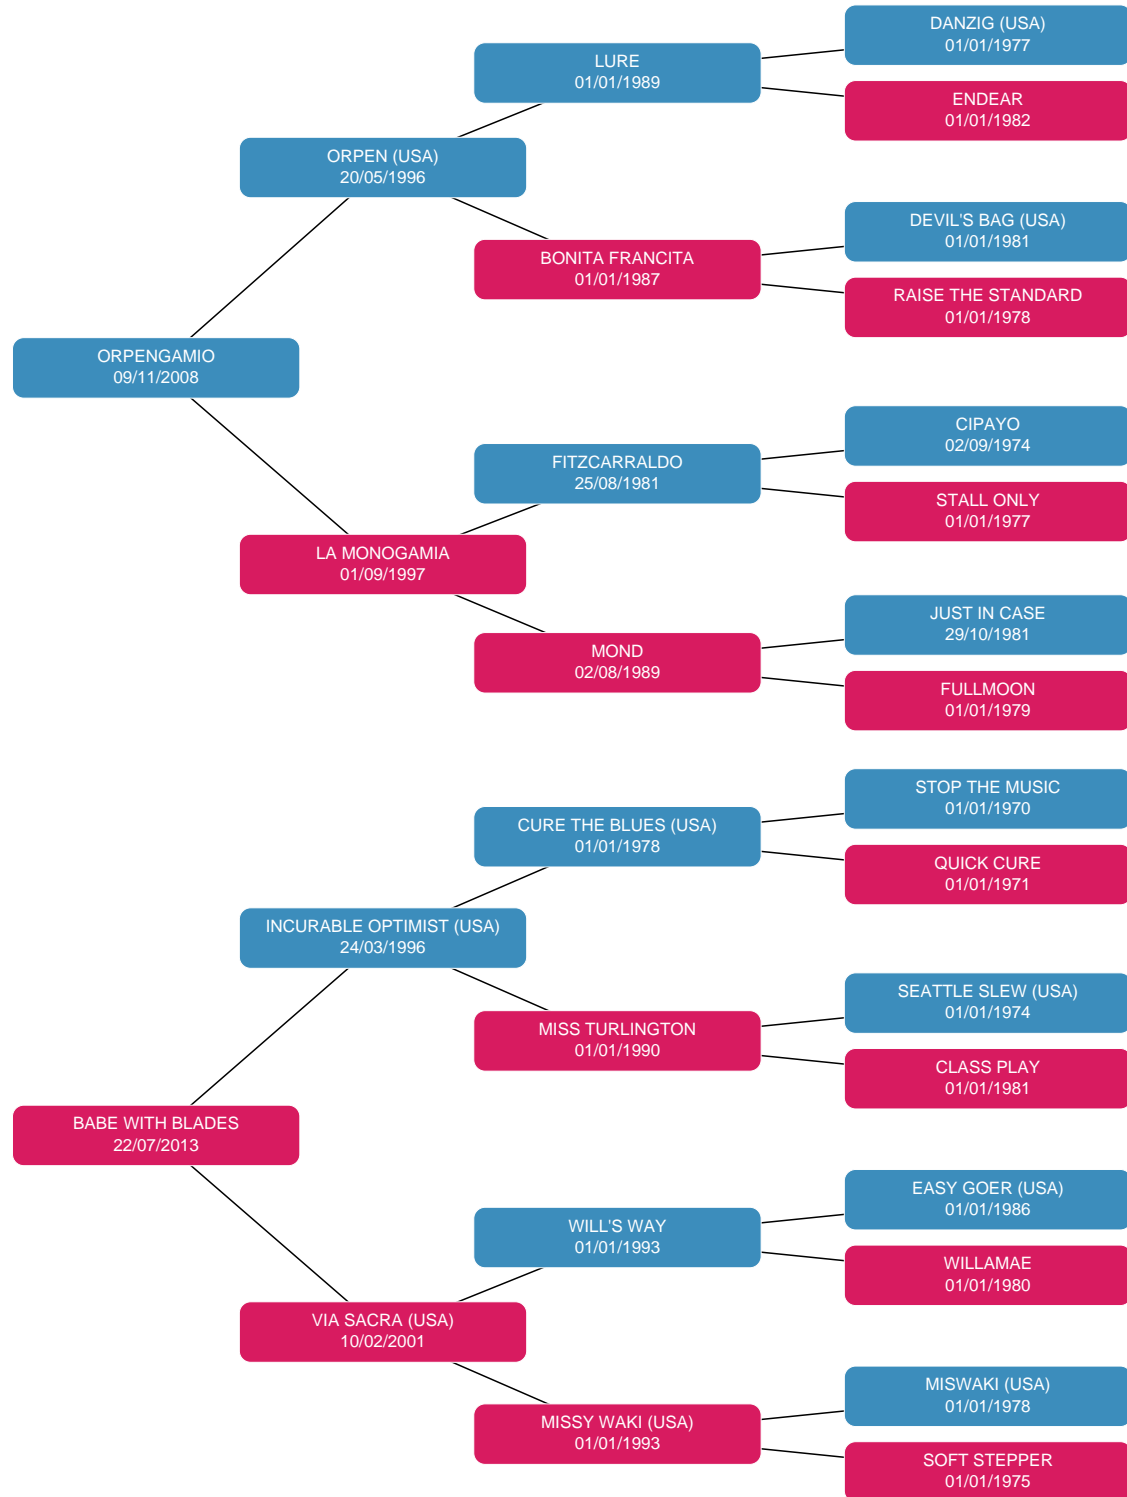 DANZIG (USA)
01/01/1977
LURE
01/01/1989
ENDEAR
01/01/1982
ORPEN (USA)
20/05/1996
DEVIL'S BAG (USA)
01/01/1981
BONITA FRANCITA
01/01/1987
RAISE THE STANDARD
01/01/1978
ORPENGAMIO
09/11/2008
CIPAYO
02/09/1974
FITZCARRALDO
25/08/1981
STALL ONLY
01/01/1977
LA MONOGAMIA
01/09/1997
JUST IN CASE
29/10/1981
MOND
02/08/1989
FULLMOON
01/01/1979
STOP THE MUSIC
01/01/1970
CURE THE BLUES (USA)
01/01/1978
QUICK CURE
01/01/1971
INCURABLE OPTIMIST (USA)
24/03/1996
SEATTLE SLEW (USA)
01/01/1974
MISS TURLINGTON
01/01/1990
CLASS PLAY
01/01/1981
BABE WITH BLADES
22/07/2013
EASY GOER (USA)
01/01/1986
WILL'S WAY
01/01/1993
WILLAMAE
01/01/1980
VIA SACRA (USA)
10/02/2001
MISWAKI (USA)
01/01/1978
MISSY WAKI (USA)
01/01/1993
SOFT STEPPER
01/01/1975